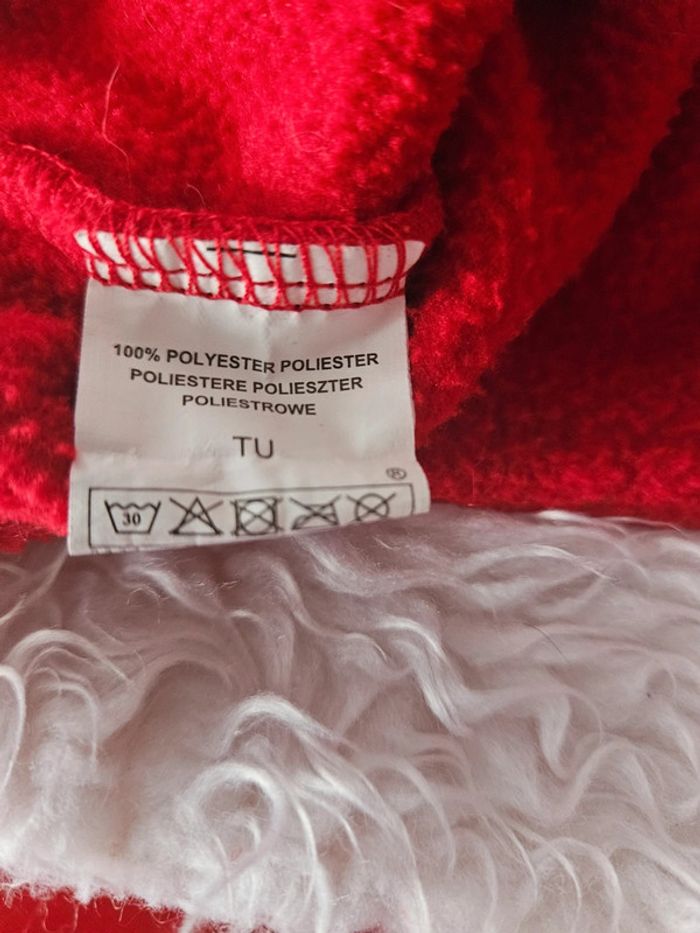 100% POLYESTER POLIESTER
POLIESTERE POLIESZTER
POLIESTROWE
TU
®
30